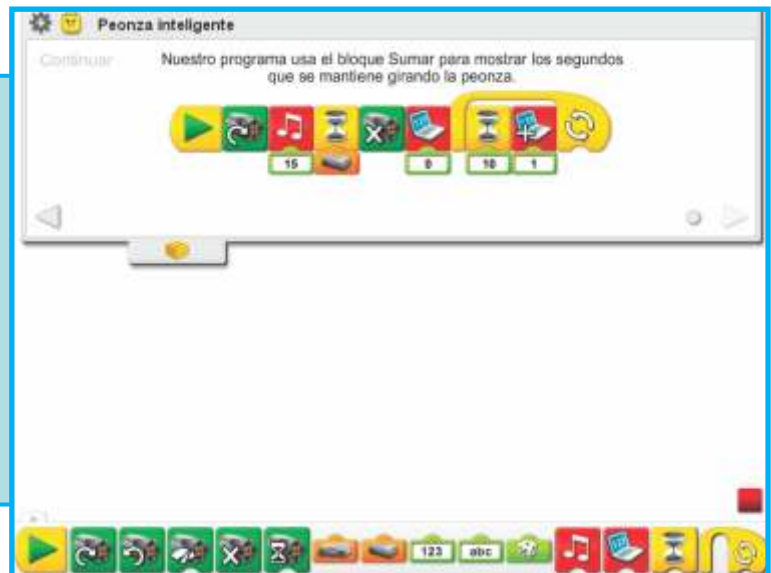 Peonza inteligente
Continuar
Nuestro programa usa el bloque Sumar para mostrar los segundos
que se mantiene girando la peonza.
15 0 10 1
123 abc